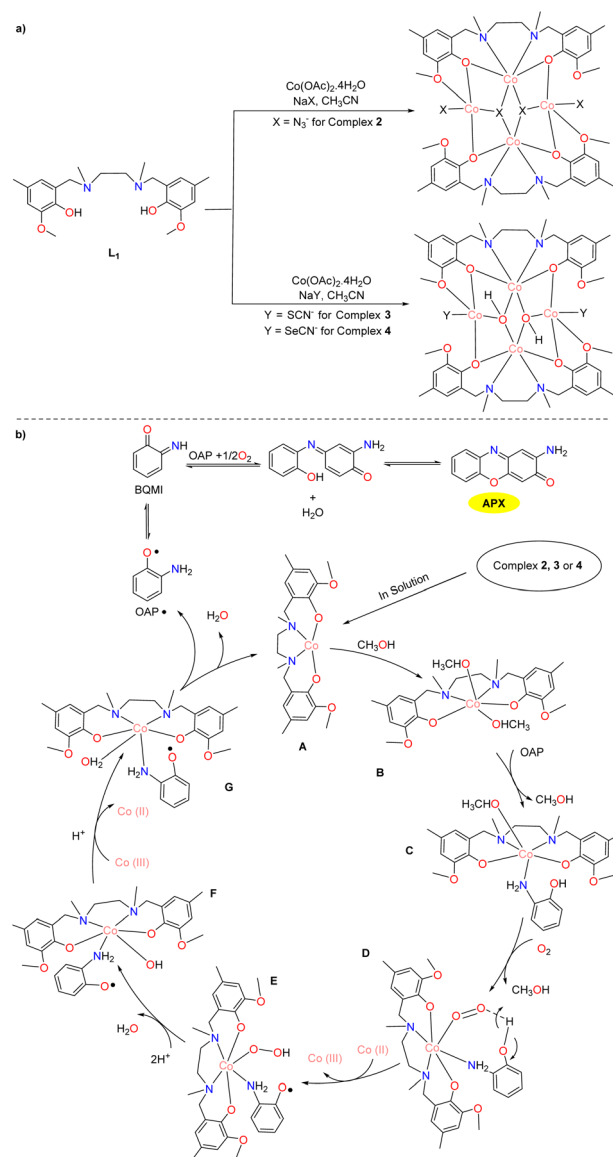 a)
Co(OAc)2.4H2O
NaX, CH3CN
X = N3- for Complex 2
L1
Co(OAc)2.4H2O
NaY, CH3CN
Y = SCN- for Complex 3
Y = SeCN- for Complex 4
b)
OAP +1/2O2
BQMI
+
H2O
APX
OAP •
H2O
In Solution
Complex 2, 3 or 4
CH3OH
A
B
OAP
CH3OH
G
C
H+
Co (II)
Co (III)
O2
CH3OH
F
D
E
H2O
2H+
Co (III)
Co (II)